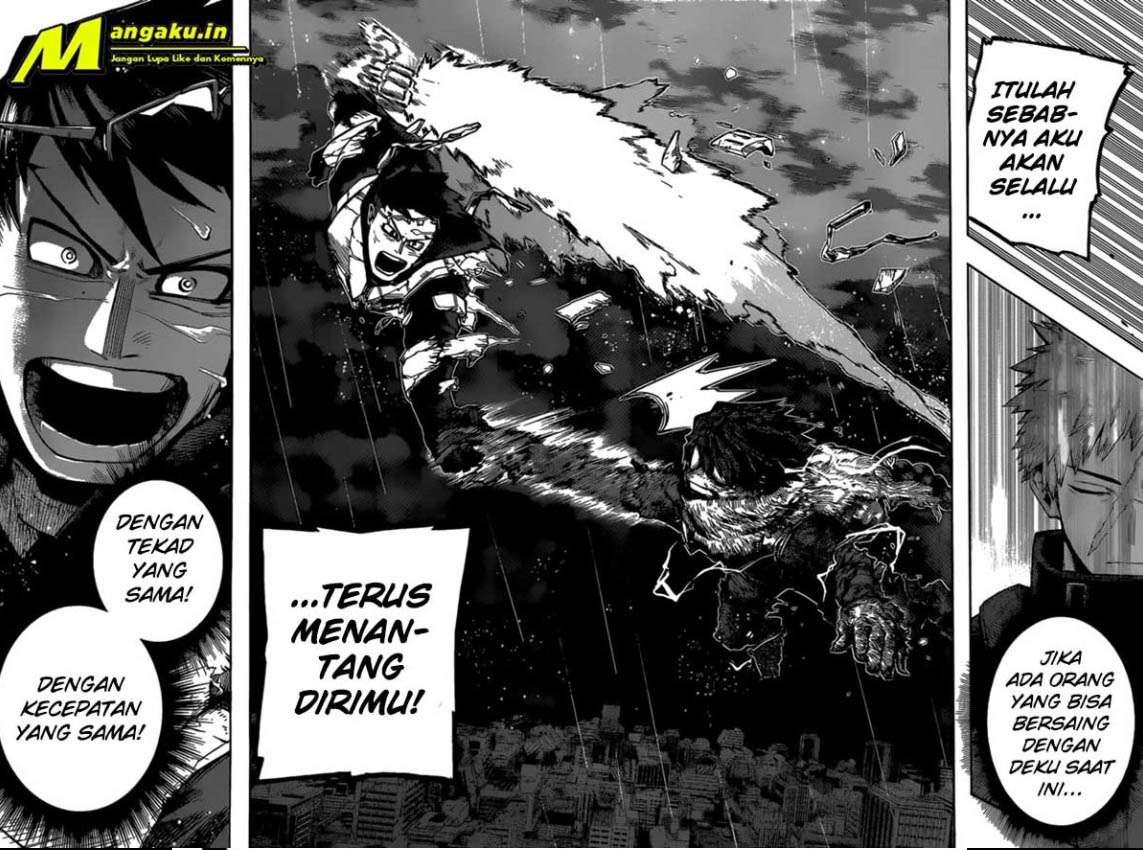 Mangaku.in
Jangan Lupa Like dan Komennya
ITULAH
SEBAB-
NYA AKU
AKAN
SELALU
...
JIKA
ADA ORANG
YANG BISA
BERSAING
DENGAN
DEKU SAAT
INI...
...TERUS
MENAN-
TANG
DIRIMU!
DENGAN
TEKAD
YANG
SAMA!
DENGAN
KECEPATAN
YANG SAMA!